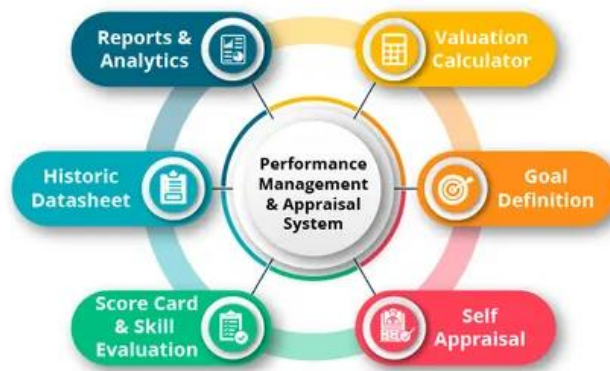 Reports &
Analytics
Valuation
Calculator
Historic
Datasheet
Performance
Management
& Appraisal
System
Goal
Definition
Score Card
& Skill
Evaluation
Self
Appraisal